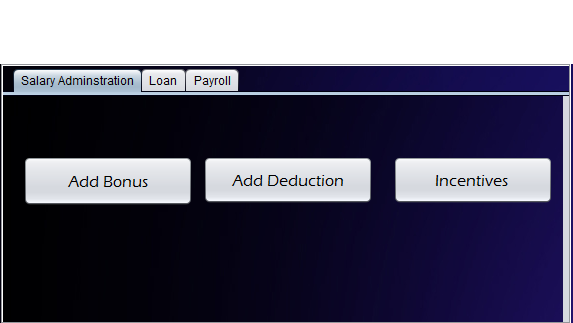 Salary Adminstration Loan Payroll
Add Bonus Add Deduction Incentives